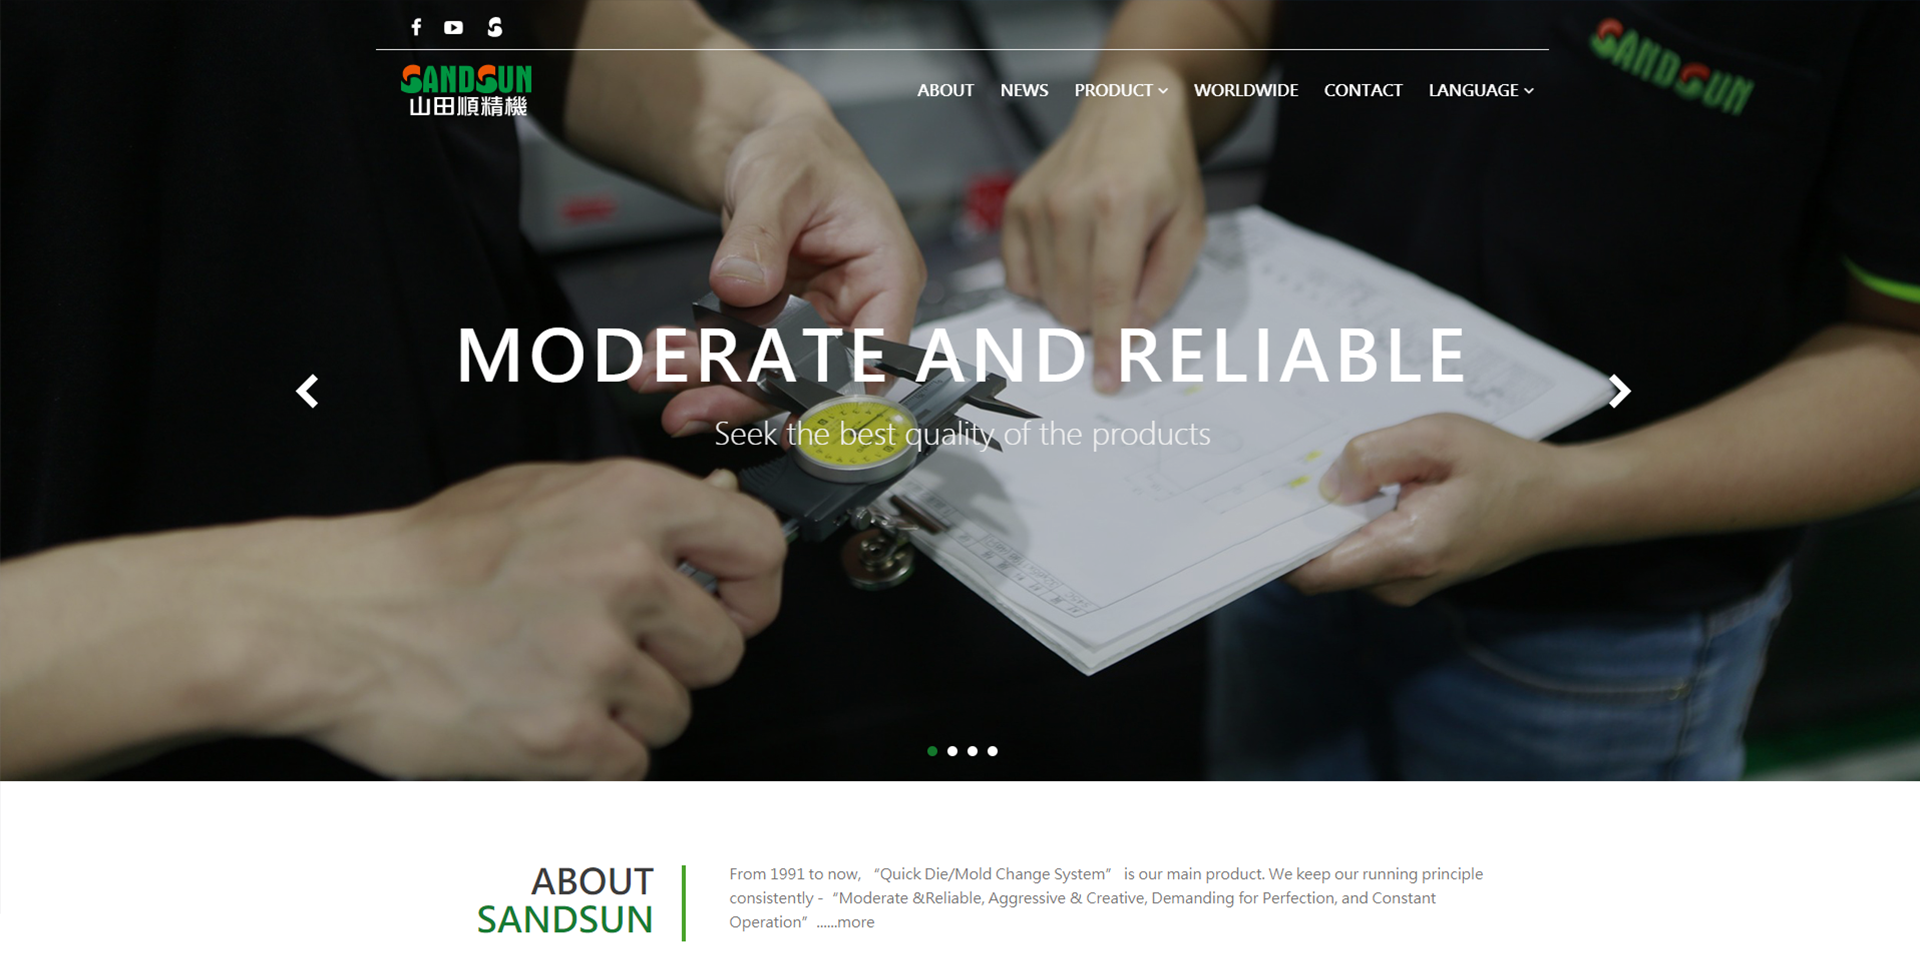 SANDSUN
山田順精機
ABOUT NEWS PRODUCT WORLDWIDE CONTACT LANGUAGE
SANDSUN
MODERATE AND RELIABLE
Seek the best quality of the products
ABOUT
SANDSUN
From 1991 to now, “Quick Die/Mold Change System” is our main product. We keep our running principle
consistently - “Moderate &Reliable, Aggressive & Creative, Demanding for Perfection, and Constant
Operation” ......more